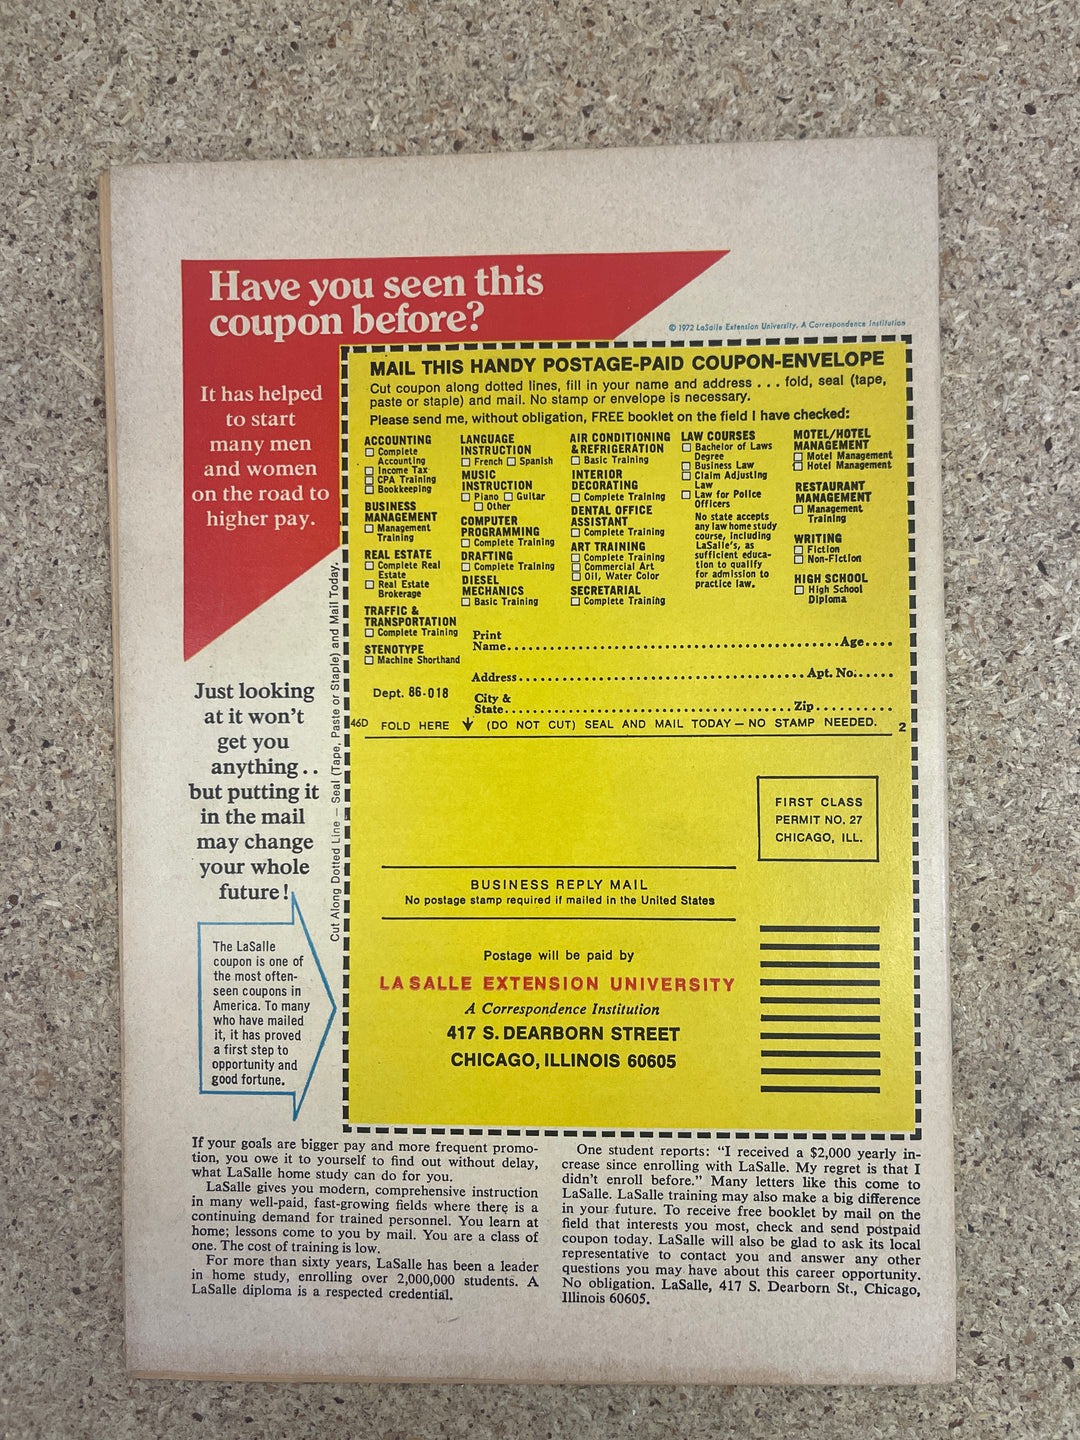 Have you seen this
coupon before?
© 1972 LaSalle Extension University. A Correspondence Institution
It has helped
to start
many men
and women
on the road to
higher pay.
Just looking
at it won't
get you
anything . .
but putting it
in the mail
may change
your whole
future!
The LaSalle
coupon is one of
the most often-
seen coupons in
America. To many
who have mailed
it, it has proved
a first step to
opportunity and
good fortune.
Cut Along Dotted Line — Seal (Tape, Paste or Staple) and Mail Today.
MAIL THIS HANDY POSTAGE-PAID COUPON-ENVELOPE
Cut coupon along dotted lines, fill in your name and address . . . fold, seal (tape,
paste or staple) and mail. No stamp or envelope is necessary.
Please send me, without obligation, FREE booklet on the field I have checked:
ACCOUNTING
☐ Complete
Accounting
☐ Income Tax
☐ CPA Training
☐ Bookkeeping
BUSINESS
MANAGEMENT
☐ Management
Training
REAL ESTATE
☐ Complete Real
Estate
☐ Real Estate
Brokerage
TRAFFIC &
TRANSPORTATION
☐ Complete Training
STENOTYPE
☐ Machine Shorthand
LANGUAGE
INSTRUCTION
☐ French ☐ Spanish
MUSIC
INSTRUCTION
☐ Piano ☐ Guitar
☐ Other
COMPUTER
PROGRAMMING
☐ Complete Training
DRAFTING
☐ Complete Training
DIESEL
MECHANICS
☐ Basic Training
AIR CONDITIONING
& REFRIGERATION
☐ Basic Training
INTERIOR
DECORATING
☐ Complete Training
DENTAL OFFICE
ASSISTANT
☐ Complete Training
ART TRAINING
☐ Complete Training
☐ Commercial Art
☐ Oil, Water Color
SECRETARIAL
☐ Complete Training
LAW COURSES
☐ Bachelor of Laws
Degree
☐ Business Law
☐ Claim Adjusting
Law
☐ Law for Police
Officers
No state accepts
any law home study
course, including
LaSalle's, as
sufficient educa-
tion to qualify
for admission to
practice law.
MOTEL/HOTEL
MANAGEMENT
☐ Motel Management
☐ Hotel Management
RESTAURANT
MANAGEMENT
☐ Management
Training
WRITING
☐ Fiction
☐ Non-Fiction
HIGH SCHOOL
☐ High School
Diploma
Print
Name..........Age....
Address..........Apt. No......
Dept. 86-018
City &
State..........Zip..........
46D FOLD HERE ↓ (DO NOT CUT) SEAL AND MAIL TODAY — NO STAMP NEEDED. 2
FIRST CLASS
PERMIT NO. 27
CHICAGO, ILL.
BUSINESS REPLY MAIL
No postage stamp required if mailed in the United States
Postage will be paid by
LA SALLE EXTENSION UNIVERSITY
A Correspondence Institution
417 S. DEARBORN STREET
CHICAGO, ILLINOIS 60605
If your goals are bigger pay and more frequent promo-
tion, you owe it to yourself to find out without delay,
what LaSalle home study can do for you.
LaSalle gives you modern, comprehensive instruction
in many well-paid, fast-growing fields where there is a
continuing demand for trained personnel. You learn at
home; lessons come to you by mail. You are a class of
one. The cost of training is low.
For more than sixty years, LaSalle has been a leader
in home study, enrolling over 2,000,000 students. A
LaSalle diploma is a respected credential.
One student reports: "I received a $2,000 yearly in-
crease since enrolling with LaSalle. My regret is that I
didn't enroll before." Many letters like this come to
LaSalle. LaSalle training may also make a big difference
in your future. To receive free booklet by mail on the
field that interests you most, check and send postpaid
coupon today. LaSalle will also be glad to ask its local
representative to contact you and answer any other
questions you may have about this career opportunity.
No obligation. LaSalle, 417 S. Dearborn St., Chicago,
Illinois 60605.